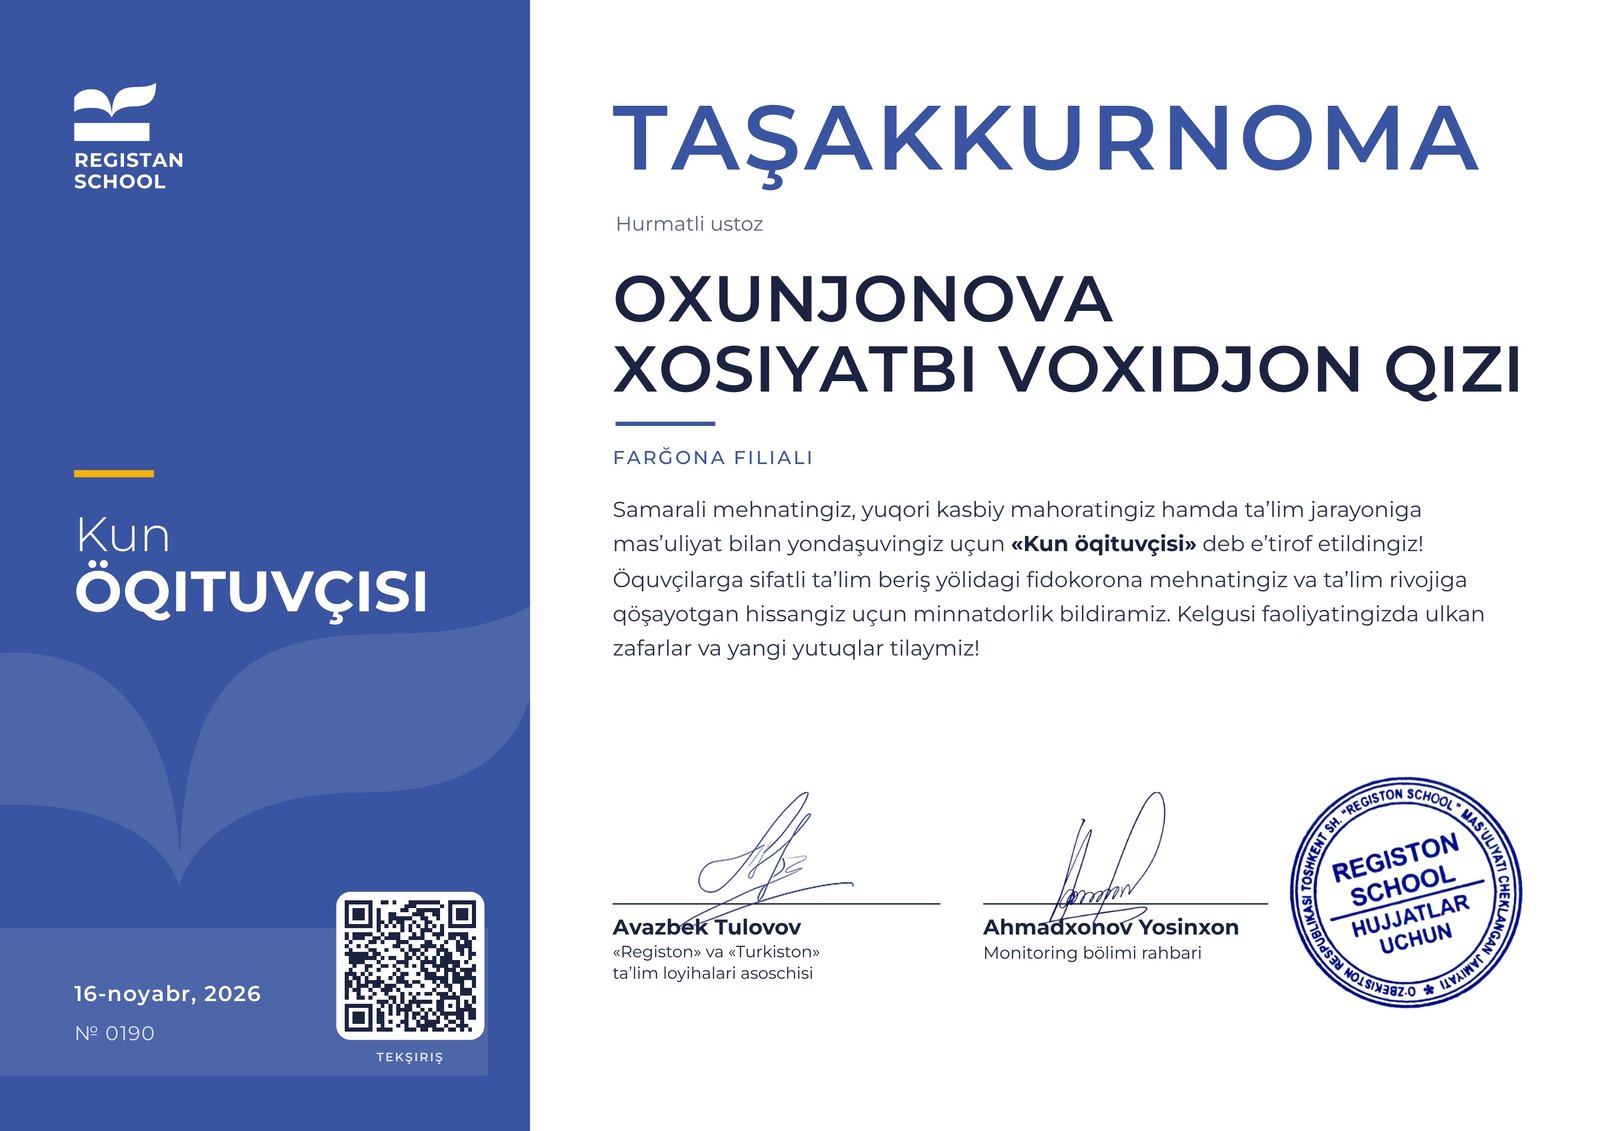 REGISTAN
SCHOOL
Kun
ÖQITUVÇISI
16-noyabr, 2026
№ 0190
TEKŞIRIŞ
TAŞAKKURNOMA
Hurmatli ustoz
OXUNJONOVA
XOSIYATBI VOXIDJON QIZI
FARĞONA FILIALI
Samarali mehnatingiz, yuqori kasbiy mahoratingiz hamda ta’lim jarayoniga
mas’uliyat bilan yondaşuvingiz uçun «Kun öqituvçisi» deb e’tirof etildingiz!
Öquvçilarga sifatli ta’lim beriş yölidagi fidokorona mehnatingiz va ta’lim rivojiga
qöşayotgan hissangiz uçun minnatdorlik bildiramiz. Kelgusi faoliyatingizda ulkan
zafarlar va yangi yutuqlar tilaymiz!
Avazbek Tulovov
«Registon» va «Turkiston»
ta’lim loyihalari asoschisi
Ahmadxonov Yosinxon
Monitoring bölimi rahbari
O‘ZBEKISTON RESPUBLIKASI TOSHKENT SH. "REGISTON SCHOOL" MAS'ULIYATI CHEKLANGAN JAMIYATI
REGISTON
SCHOOL
HUJJATLAR
UCHUN